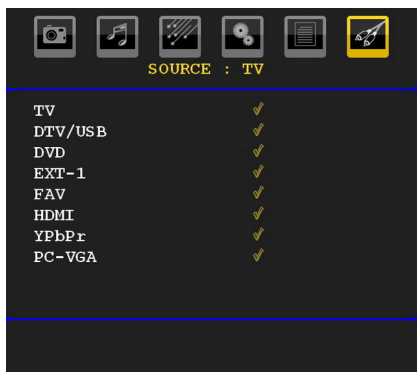 SOURCE : TV
TV
DTV/USB
DVD
EXT-1
FAV
HDMI
YPbPr
PC-VGA